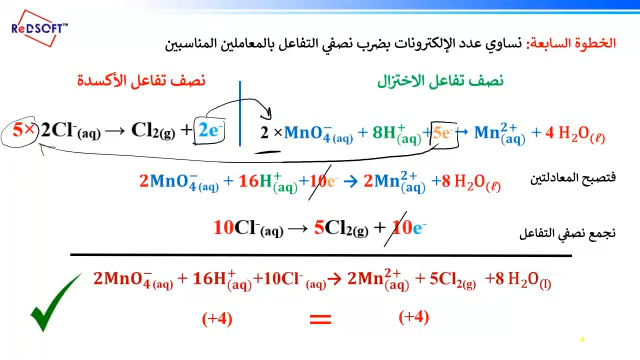 ReDSOFT™
الخطوة السابعة: نساوي عدد الإلكترونات بضرب نصفي التفاعل بالمعاملين المناسبين
نصف تفاعل الاختزال
نصف تفاعل الأكسدة
5× 2Cl⁻(aq) → Cl₂(g) + 2e⁻
2 × MnO₄⁻(aq) + 8H⁺(aq) + 5e⁻ → Mn²⁺(aq) + 4 H₂O(ℓ)
فتصبح المعادلتين
2MnO₄⁻(aq) + 16H⁺(aq) +10e⁻ → 2Mn²⁺(aq) +8 H₂O(ℓ)
10Cl⁻(aq) → 5Cl₂(g) + 10e⁻
نجمع نصفي التفاعل
2MnO₄⁻(aq) + 16H⁺(aq) +10Cl⁻(aq) → 2Mn²⁺(aq) + 5Cl₂(g) +8 H₂O(l)
(+4) = (+4)